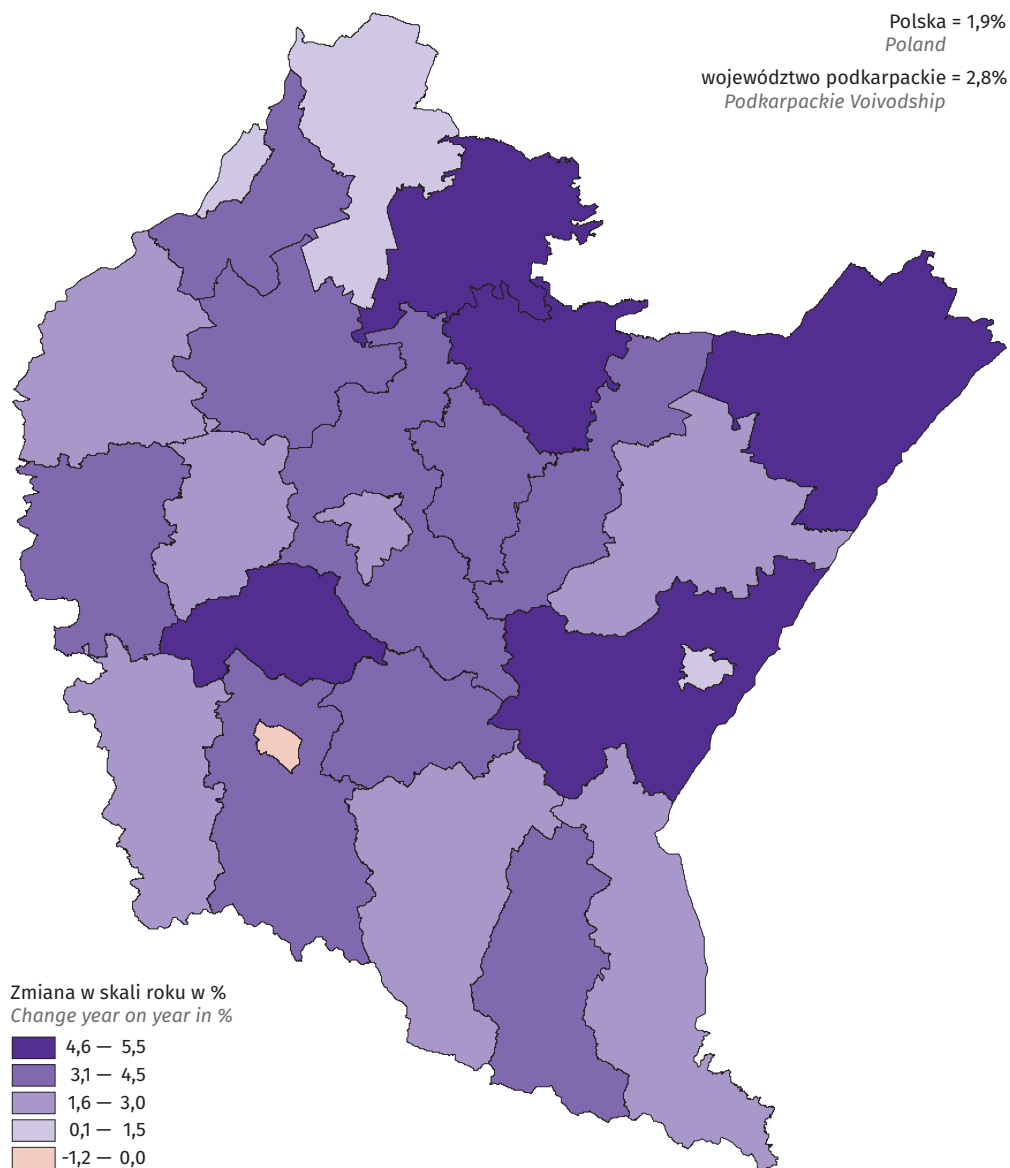 Polska = 1,9%
Poland
województwo podkarpackie = 2,8%
Podkarpackie Voivodship
Zmiana w skali roku w %
Change year on year in %
4,6 — 5,5
3,1 — 4,5
1,6 — 3,0
0,1 — 1,5
-1,2 — 0,0